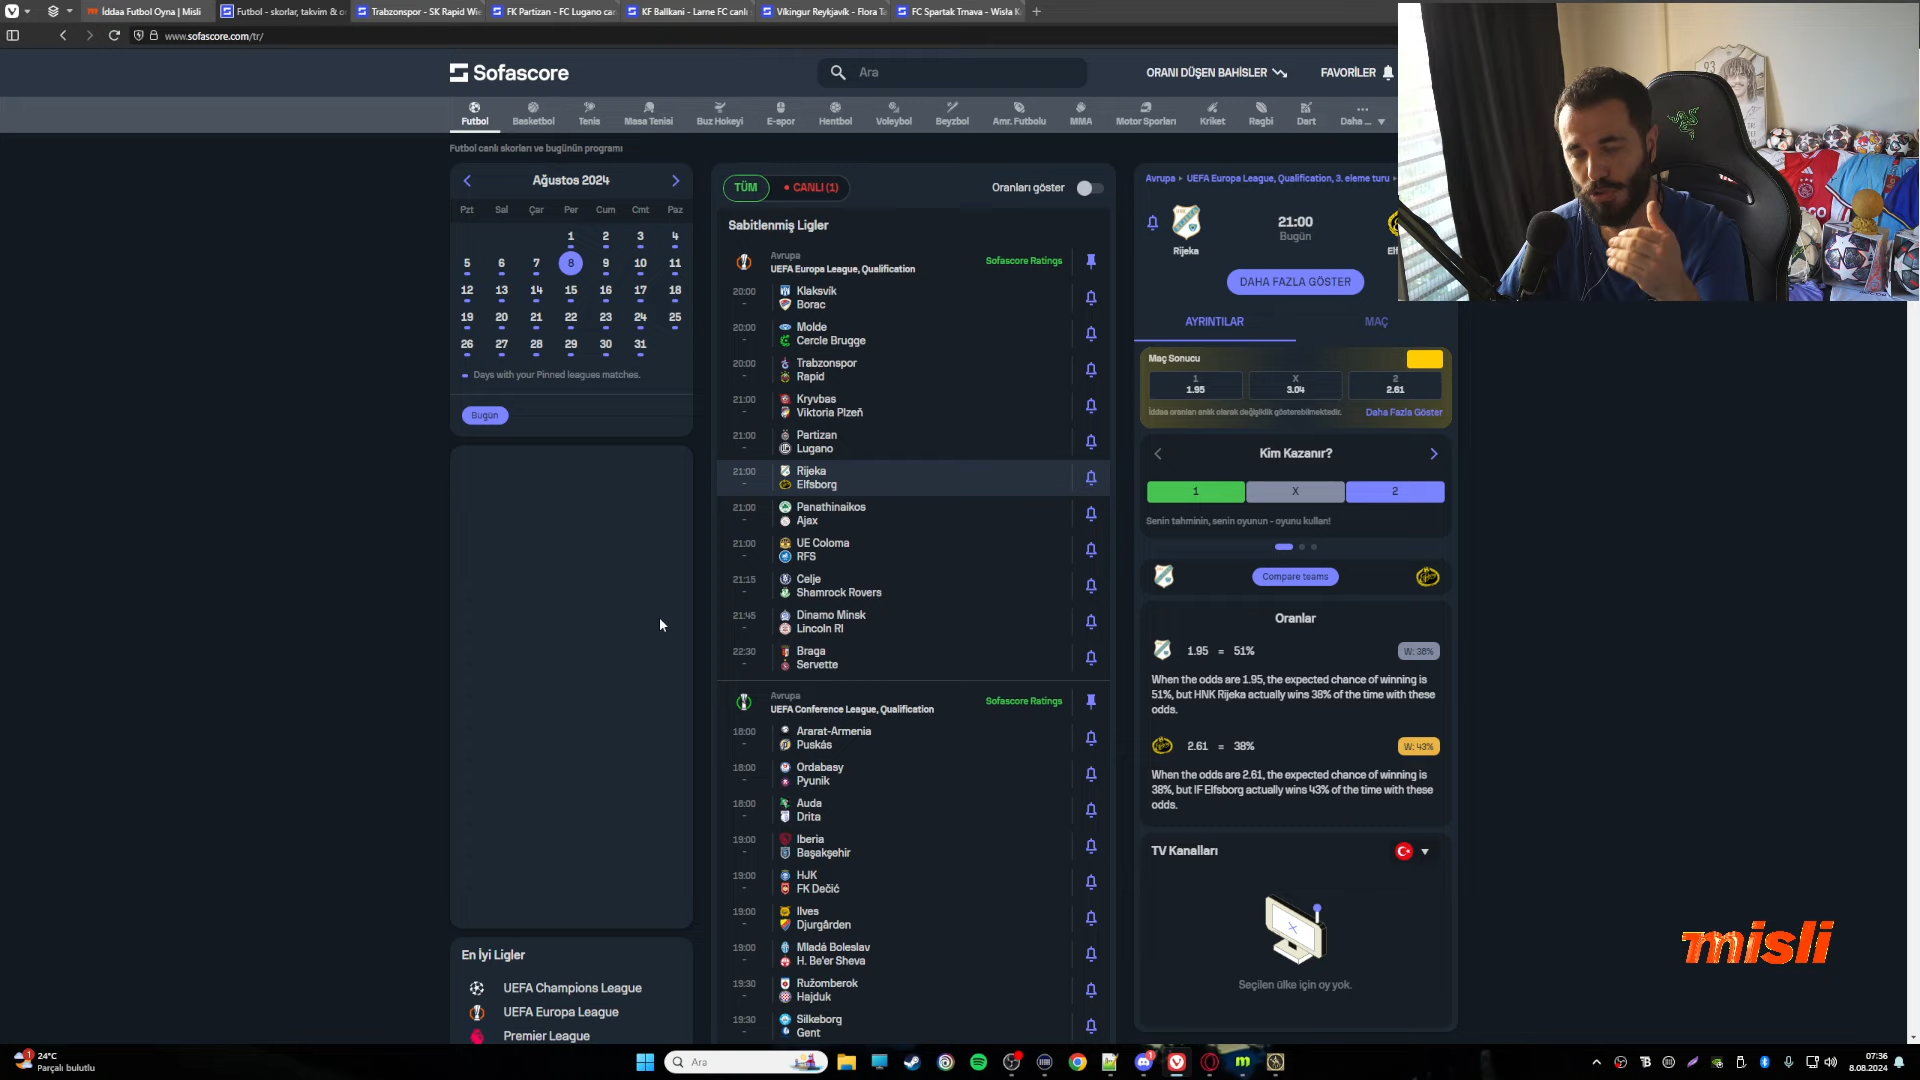 İddaa Futbol Oyna | Misli
Futbol - skorlar, takvim & o
Trabzonspor - SK Rapid Wie
FK Partizan - FC Lugano can
KF Ballkani - Larne FC canlı
Víkingur Reykjavík - Flora Ta
FC Spartak Trnava - Wisła K
www.sofascore.com/tr/
Sofascore
Ara
ORANI DÜŞEN BAHİSLER
FAVORİLER
Futbol
Basketbol
Tenis
Masa Tenisi
Buz Hokeyi
E-spor
Hentbol
Voleybol
Beyzbol
Amr. Futbolu
MMA
Motor Sporları
Kriket
Ragbi
Dart
Daha ...
Futbol canlı skorları ve bugünün programı
Ağustos 2024
Pzt Sal Çar Per Cum Cmt Paz
1 2 3 4
5 6 7 8 9 10 11
12 13 14 15 16 17 18
19 20 21 22 23 24 25
26 27 28 29 30 31
Days with your Pinned leagues matches.
Bugün
En İyi Ligler
UEFA Champions League
UEFA Europa League
Premier League
TÜM
CANLI (1)
Oranları göster
Sabitlenmiş Ligler
Avrupa
UEFA Europa League, Qualification
Sofascore Ratings
20:00 Klaksvík
- Borac
20:00 Molde
- Cercle Brugge
20:00 Trabzonspor
- Rapid
21:00 Kryvbas
- Viktoria Plzeň
21:00 Partizan
- Lugano
21:00 Rijeka
- Elfsborg
21:00 Panathinaikos
- Ajax
21:00 UE Coloma
- RFS
21:15 Celje
- Shamrock Rovers
21:45 Dinamo Minsk
- Lincoln RI
22:30 Braga
- Servette
Avrupa
UEFA Conference League, Qualification
Sofascore Ratings
18:00 Ararat-Armenia
- Puskás
18:00 Ordabasy
- Pyunik
18:00 Auda
- Drita
19:00 Iberia
- Başakşehir
19:00 HJK
- FK Dečić
19:00 Ilves
- Djurgården
19:00 Mladá Boleslav
- H. Be'er Sheva
19:30 Ružomberok
- Hajduk
19:30 Silkeborg
- Gent
Avrupa
UEFA Europa League, Qualification, 3. eleme turu
21:00
Bugün
Rijeka
Elf
DAHA FAZLA GÖSTER
AYRINTILAR
MAÇ
Maç Sonucu
1 X 2
1.95 3.04 2.61
İddaa oranları anlık olarak değişiklik gösterebilmektedir.
Daha Fazla Göster
Kim Kazanır?
1 X 2
Senin tahminin, senin oyunun - oyunu kullan!
Compare teams
Oranlar
1.95 = 51%
W: 38%
When the odds are 1.95, the expected chance of winning is
51%, but HNK Rijeka actually wins 38% of the time with these
odds.
2.61 = 38%
W: 43%
When the odds are 2.61, the expected chance of winning is
38%, but IF Elfsborg actually wins 43% of the time with these
odds.
TV Kanalları
Seçilen ülke için oy yok.
misli
24°C
Parçalı bulutlu
Ara
07:36
8.08.2024